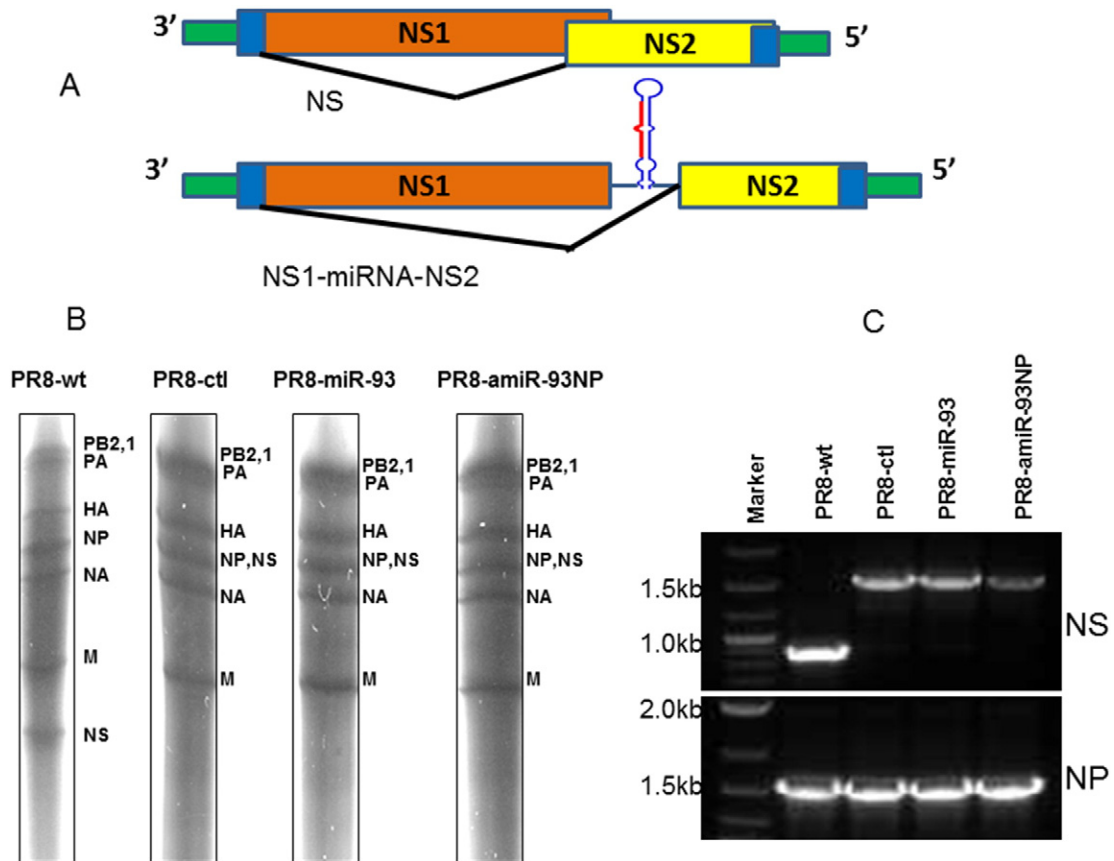 3’ NS1 NS2 5’
A
NS
3’ NS1 NS2 5’
NS1-miRNA-NS2
B
PR8-wt PR8-ctl PR8-miR-93 PR8-amiR-93NP
PB2,1
PA
HA
NP
NA
M
NS
PB2,1
PA
HA
NP,NS
NA
M
PB2,1
PA
HA
NP,NS
NA
M
PB2,1
PA
HA
NP,NS
NA
M
C
Marker
PR8-wt
PR8-ctl
PR8-miR-93
PR8-amiR-93NP
1.5kb
1.0kb
NS
2.0kb
1.5kb
NP